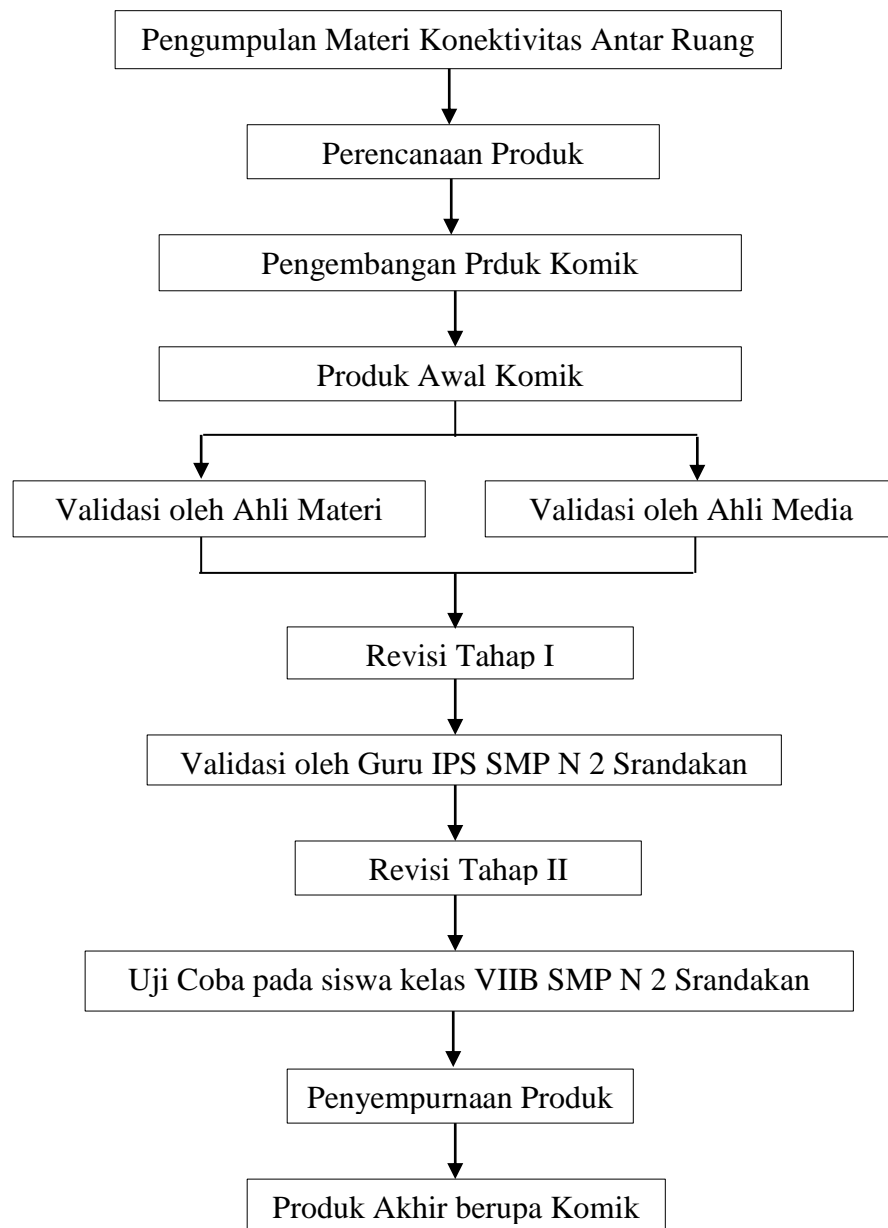 Pengumpulan Materi Konektivitas Antar Ruang
Perencanaan Produk
Pengembangan Prduk Komik
Produk Awal Komik
Validasi oleh Ahli Materi
Validasi oleh Ahli Media
Revisi Tahap I
Validasi oleh Guru IPS SMP N 2 Srandakan
Revisi Tahap II
Uji Coba pada siswa kelas VIIB SMP N 2 Srandakan
Penyempurnaan Produk
Produk Akhir berupa Komik